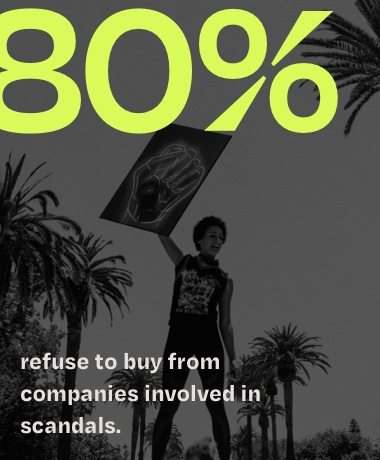 80%
refuse to buy from
companies involved in
scandals.